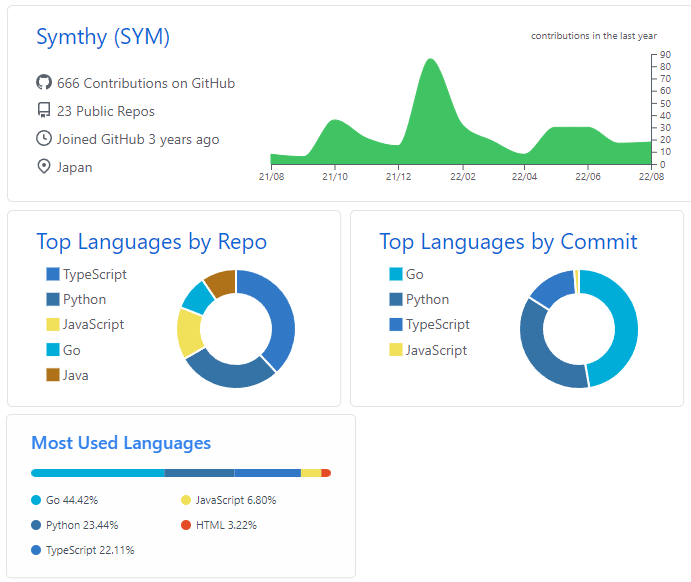 Symthy (SYM)
666 Contributions on GitHub
23 Public Repos
Joined GitHub 3 years ago
Japan
contributions in the last year
90
80
70
60
50
40
30
20
10
0
21/08 21/10 21/12 22/02 22/04 22/06 22/08
Top Languages by Repo
TypeScript
Python
JavaScript
Go
Java
Top Languages by Commit
Go
Python
TypeScript
JavaScript
Most Used Languages
Go 44.42%
Python 23.44%
TypeScript 22.11%
JavaScript 6.80%
HTML 3.22%